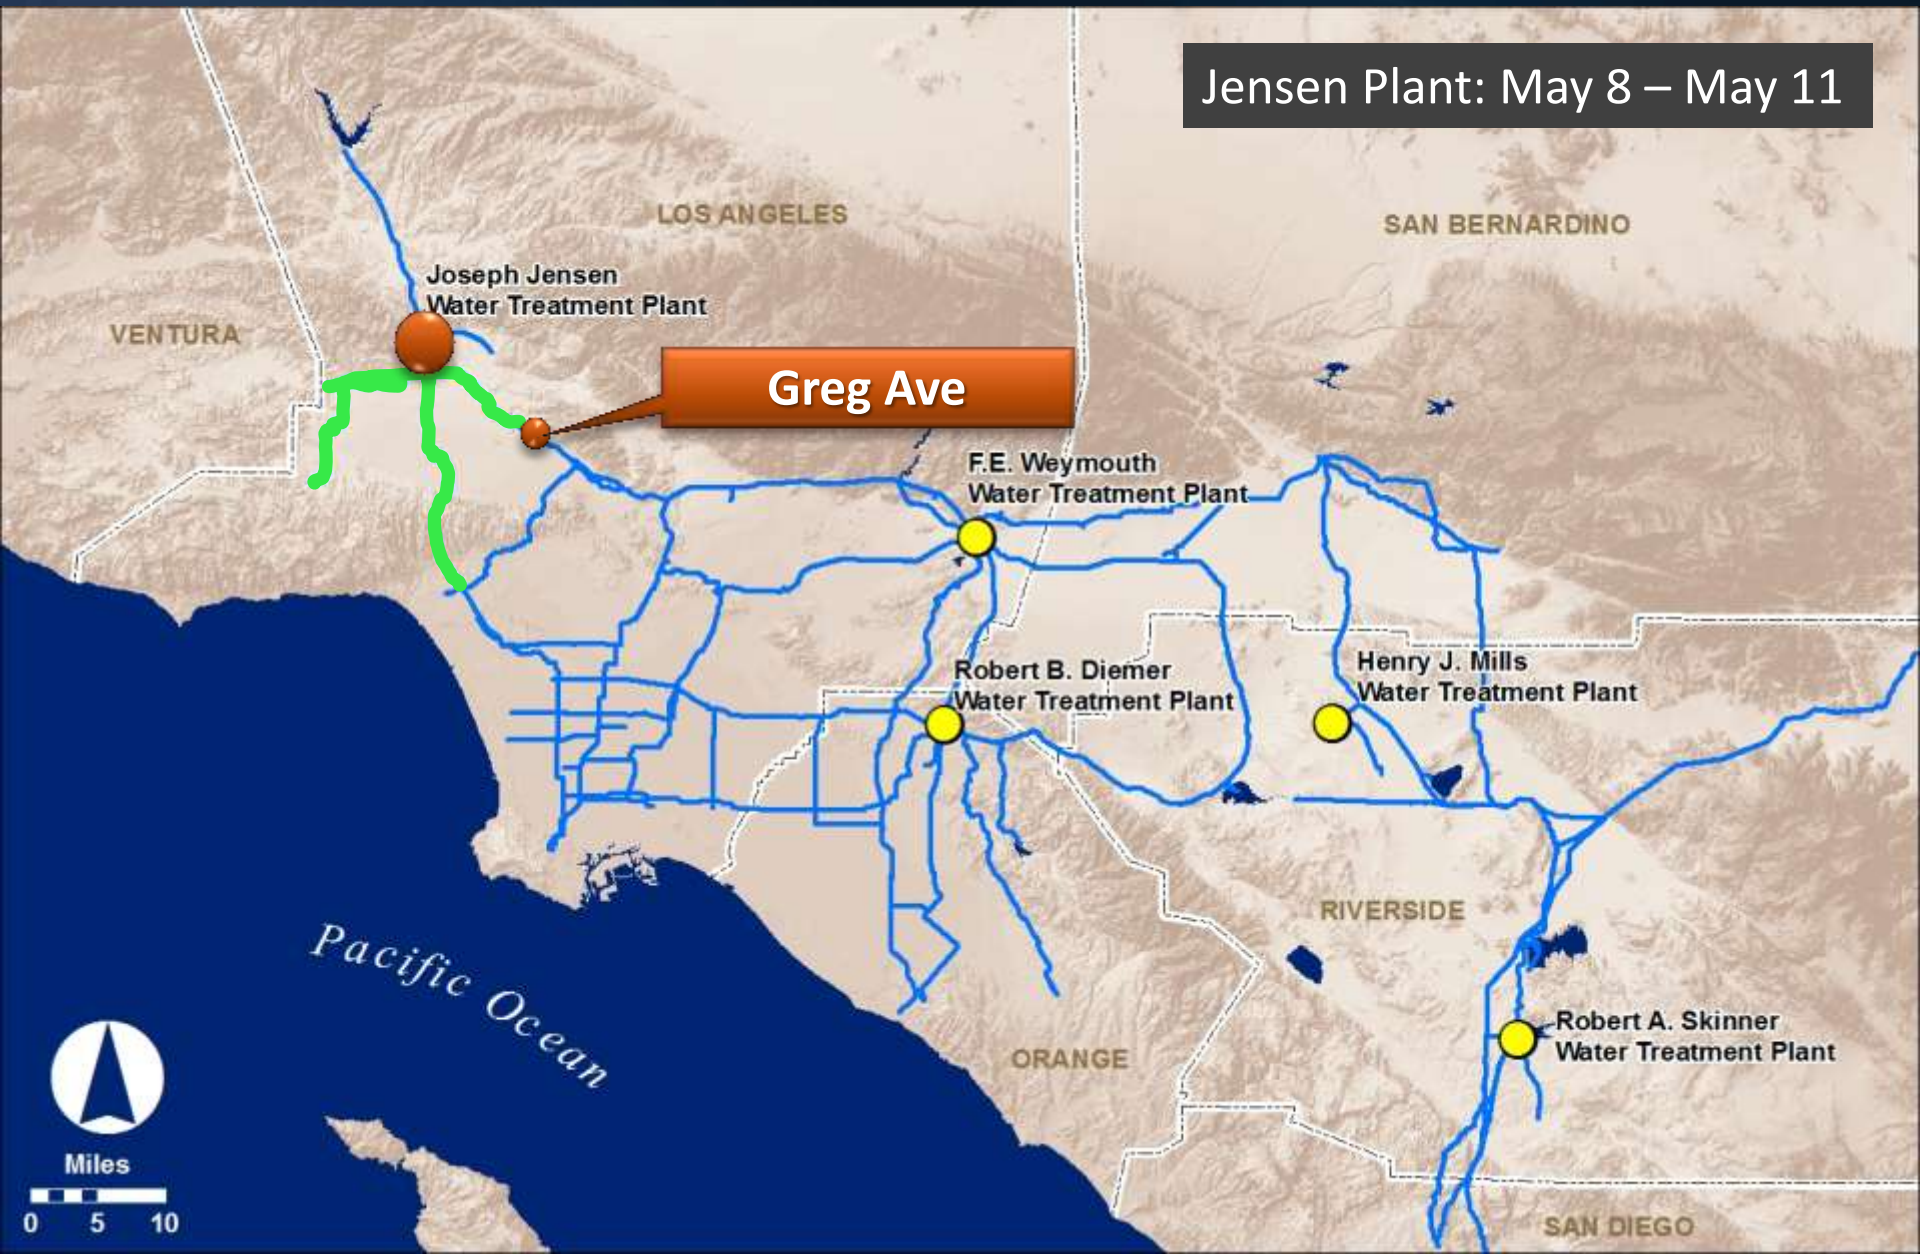 Jensen Plant: May 8 – May 11
LOS ANGELES
SAN BERNARDINO
Joseph Jensen
Water Treatment Plant
VENTURA
Greg Ave
F.E. Weymouth
Water Treatment Plant
Robert B. Diemer
Water Treatment Plant
Henry J. Mills
Water Treatment Plant
RIVERSIDE
Pacific Ocean
Robert A. Skinner
Water Treatment Plant
ORANGE
Miles
0 5 10
SAN DIEGO